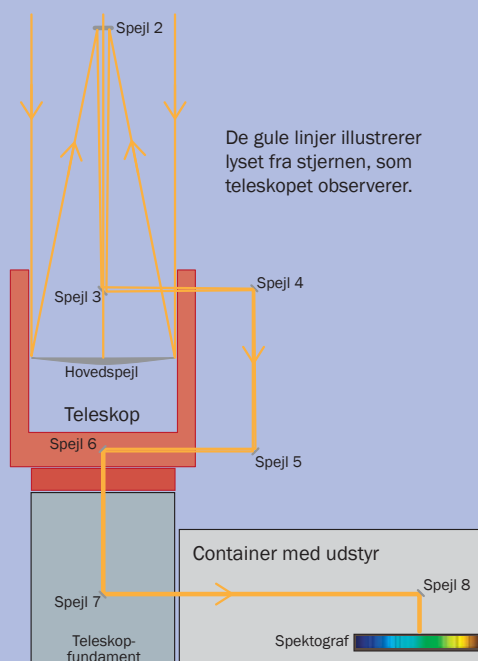 Spejl 2
De gule linjer illustrerer
lyset fra stjernen, som
teleskopet observerer.
Spejl 3
Spejl 4
Hovedspejl
Teleskop
Spejl 6
Spejl 5
Container med udstyr
Spejl 7
Spejl 8
Teleskop-
fundament
Spektograf